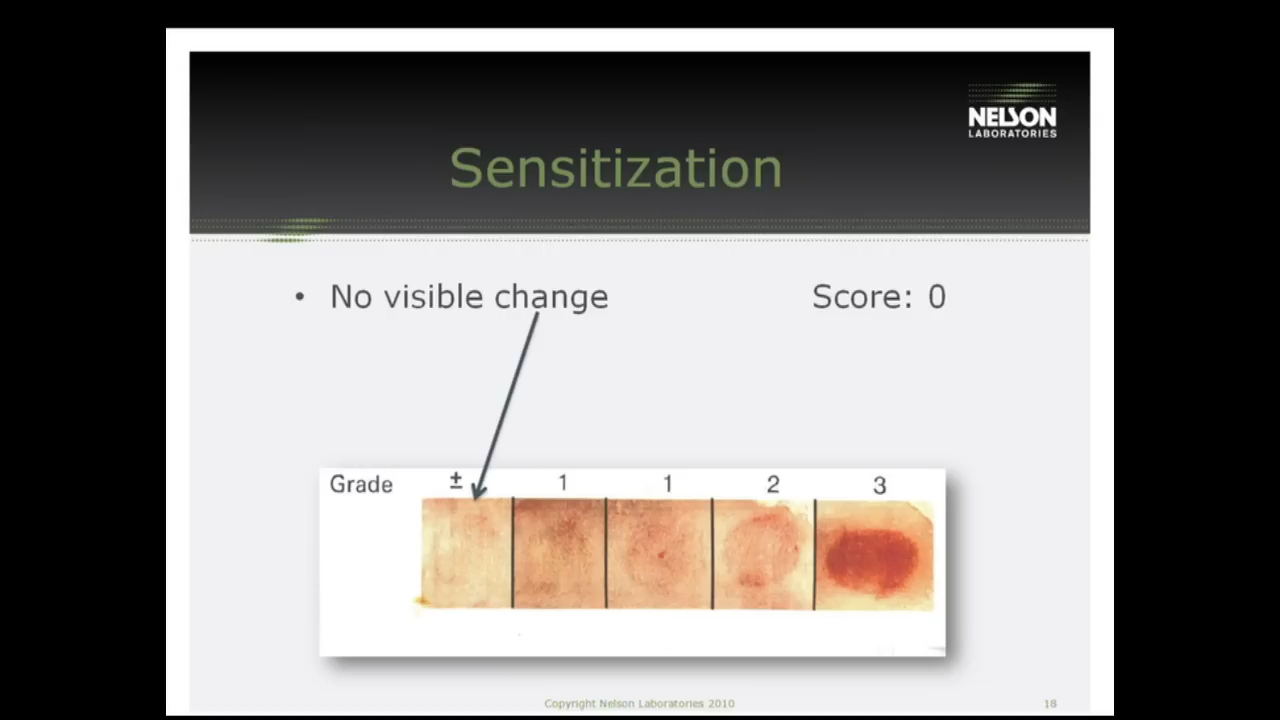 NELSON
LABORATORIES
Sensitization
• No visible change Score: 0
Grade ± 1 1 2 3
Copyright Nelson Laboratories 2010 18